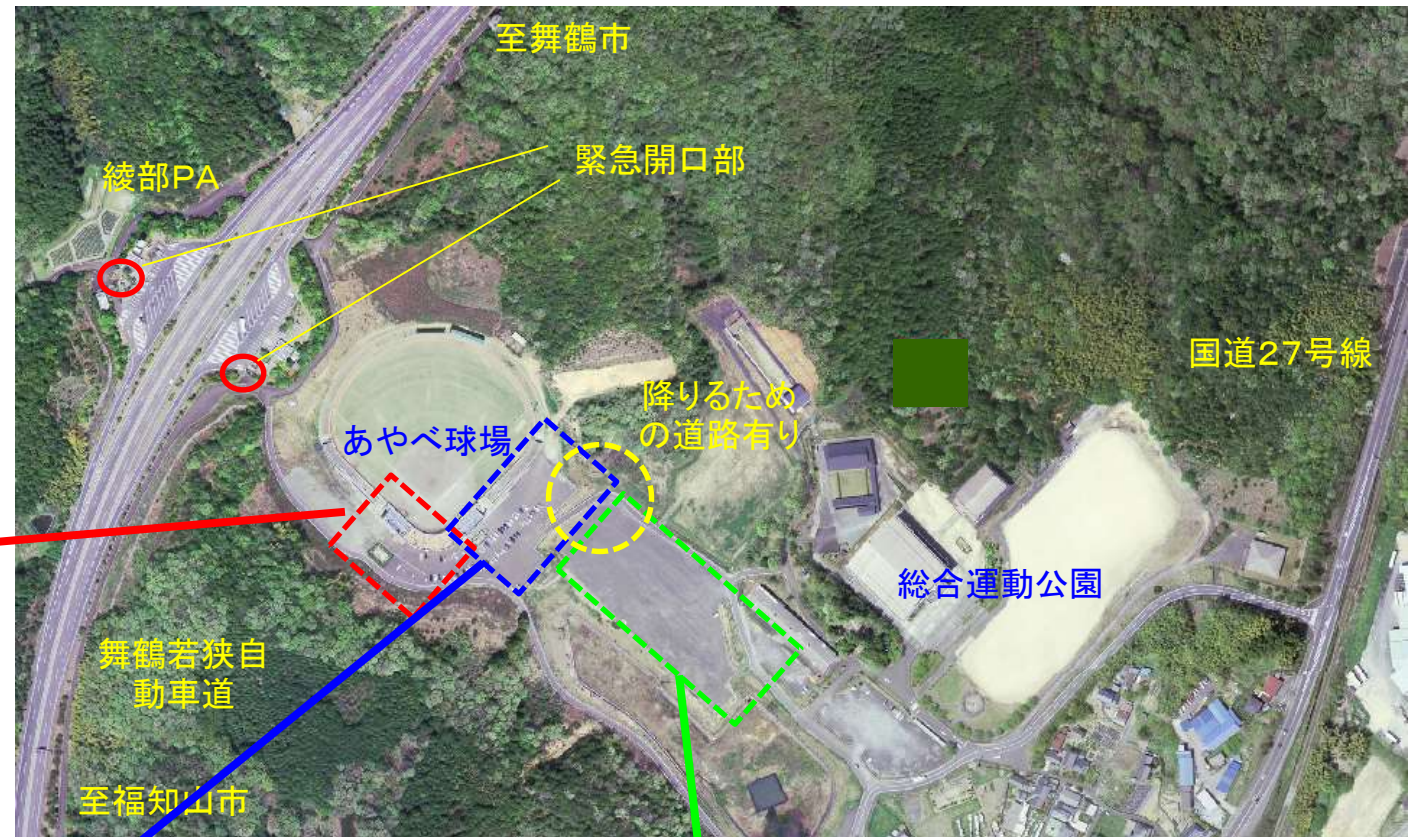 至舞鶴市
綾部PA
緊急開口部
国道27号線
降りるため
の道路有り
あやべ球場
総合運動公園
舞鶴若狭自
動車道
至福知山市